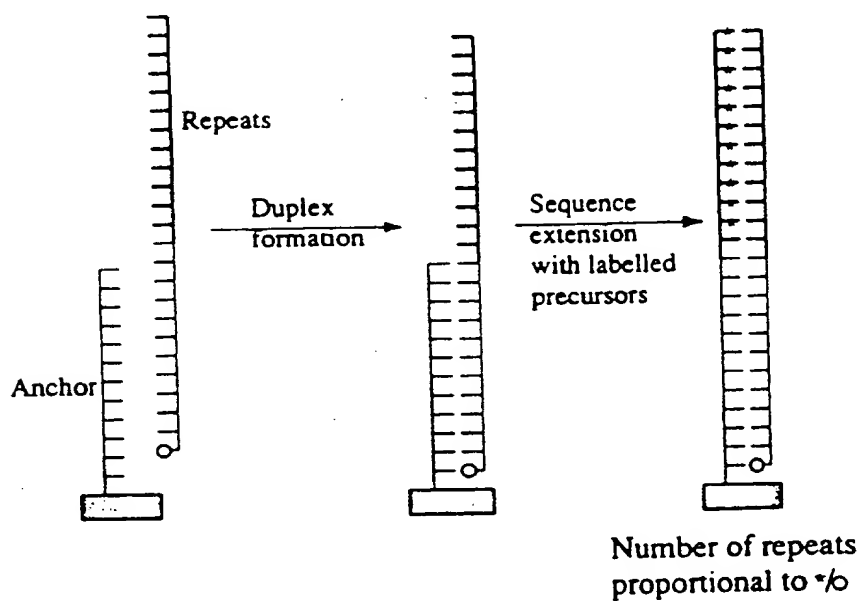 Repeats
Duplex
formation
Sequence
extension
with labelled
precursors
Anchor
Number of repeats
proportional to */o